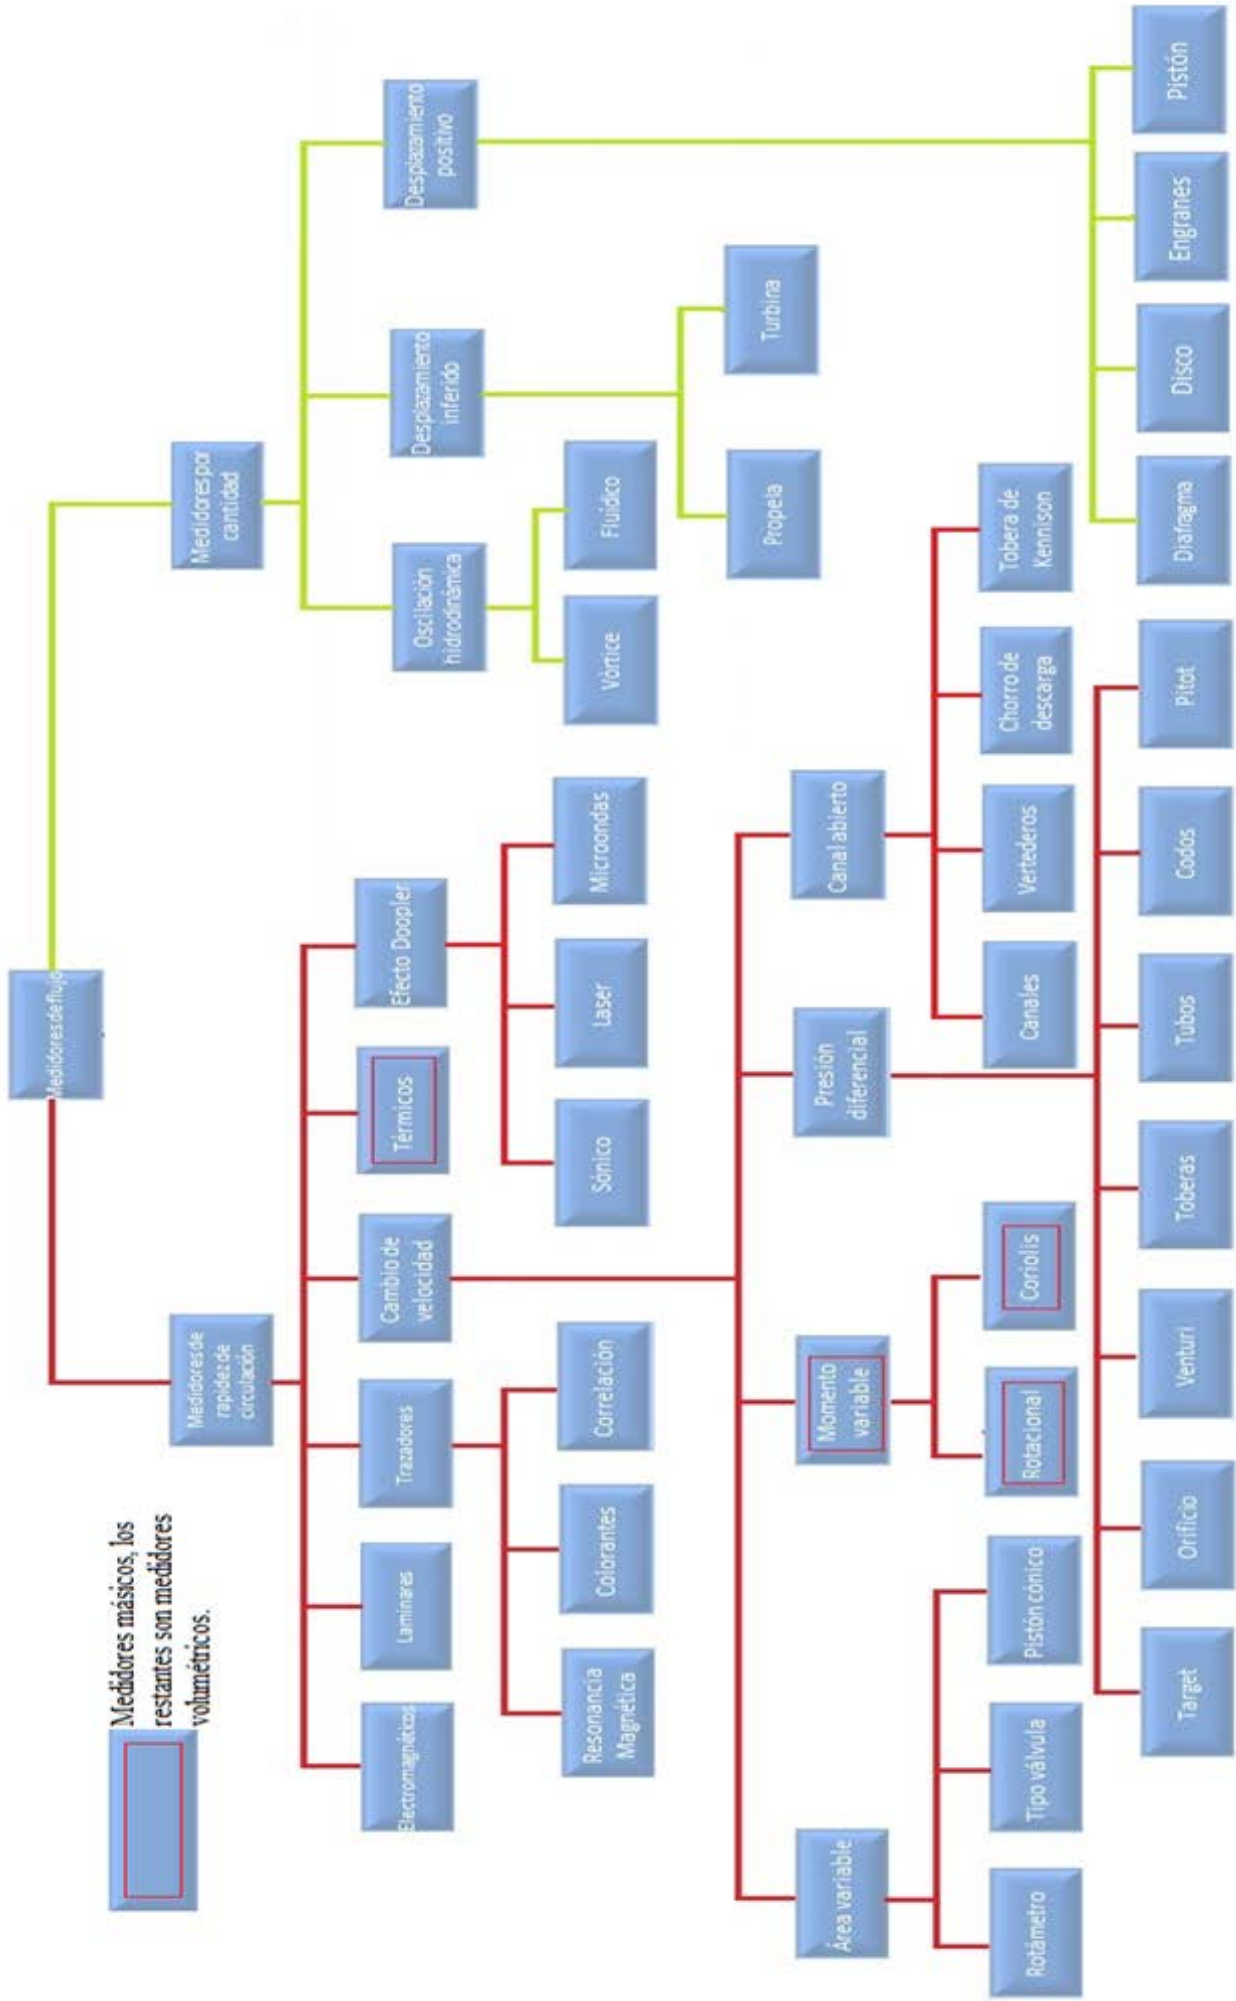 Medidores de flujo
Medidores másicos, los
restantes son medidores
volumétricos.
Medidores de
rapidez de
circulación
Medidores por
cantidad
Electromagnéticos
Laminares
Trazadores
Cambio de
velocidad
Térmicos
Efecto Doopler
Oscilación
hidrodinámica
Desplazamiento
inferido
Desplazamiento
positivo
Resonancia
Magnética
Colorantes
Correlación
Sónico
Laser
Microondas
Vòrtice
Fluídico
Propela
Turbina
Área variable
Momento
variable
Presión
diferencial
Canal abierto
Rotámetro
Tipo válvula
Pistón cónico
Rotacional
Coriolis
Canales
Vertederos
Chorro de
descarga
Tobera de
Kennison
Target
Orificio
Venturi
Toberas
Tubos
Codos
Pitot
Diafragma
Disco
Engranes
Pistón